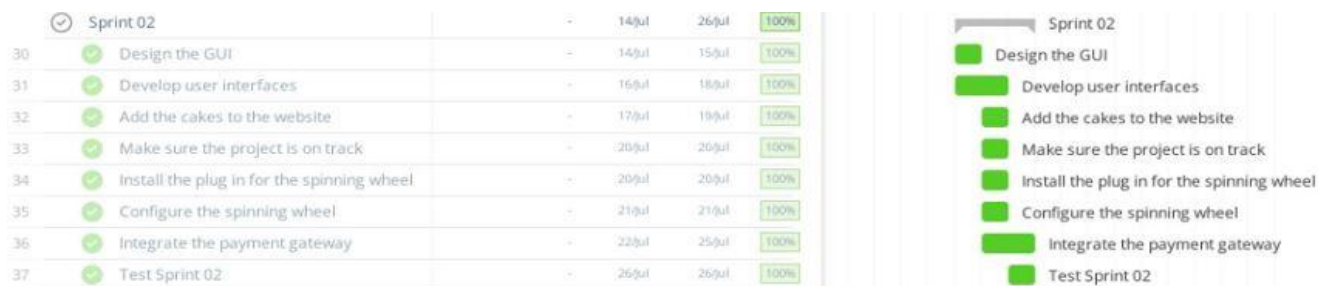 Sprint 02 - 14/Jul 26/Jul 100% Sprint 02
30 Design the GUI - 14/Jul 15/Jul 100% Design the GUI
31 Develop user interfaces - 16/Jul 18/Jul 100% Develop user interfaces
32 Add the cakes to the website - 17/Jul 19/Jul 100% Add the cakes to the website
33 Make sure the project is on track - 20/Jul 20/Jul 100% Make sure the project is on track
34 Install the plug in for the spinning wheel - 20/Jul 20/Jul 100% Install the plug in for the spinning wheel
35 Configure the spinning wheel - 21/Jul 21/Jul 100% Configure the spinning wheel
36 Integrate the payment gateway - 22/Jul 25/Jul 100% Integrate the payment gateway
37 Test Sprint 02 - 26/Jul 26/Jul 100% Test Sprint 02